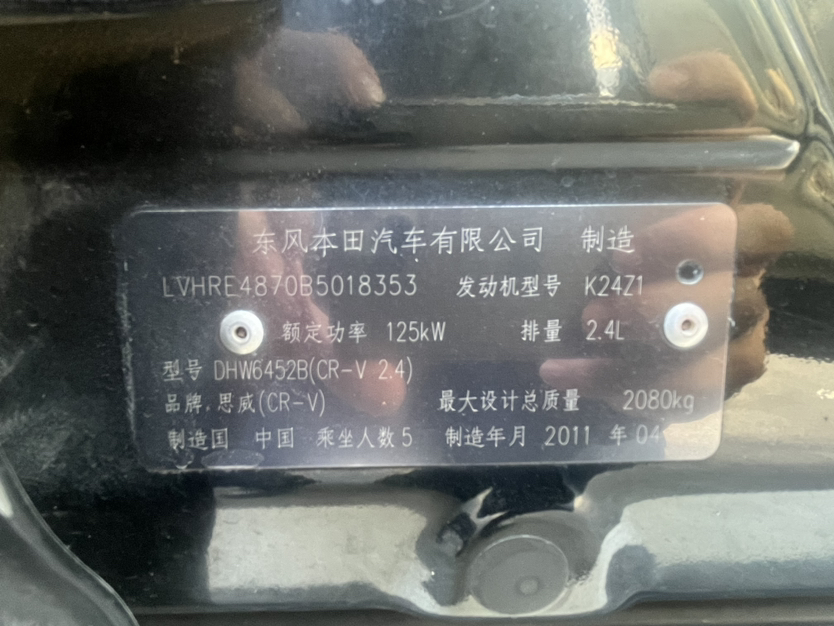 东风本田汽车有限公司 制造
LVHRE4870B5018353 发动机型号 K24Z1
额定功率 125kW 排量 2.4L
型号 DHW6452B(CR-V 2.4)
品牌 思威(CR-V) 最大设计总质量 2080kg
制造国 中国 乘坐人数 5 制造年月 2011 年 04